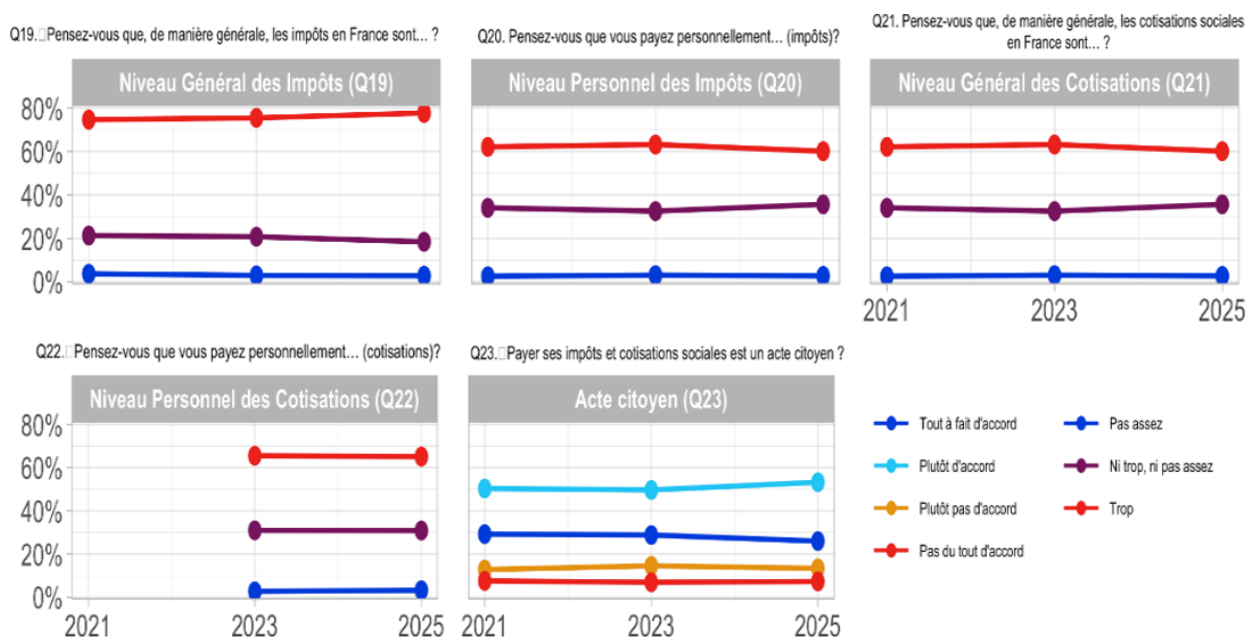 Q19.□Pensez-vous que, de manière générale, les impôts en France sont… ?
Niveau Général des Impôts (Q19)
80%
60%
40%
20%
0%
Q20. Pensez-vous que vous payez personnellement… (impôts)?
Niveau Personnel des Impôts (Q20)
Q21. Pensez-vous que, de manière générale, les cotisations sociales
en France sont… ?
Niveau Général des Cotisations (Q21)
2021 2023 2025
Q22.□Pensez-vous que vous payez personnellement… (cotisations)?
Niveau Personnel des Cotisations (Q22)
80%
60%
40%
20%
0%
2021 2023 2025
Q23.□Payer ses impôts et cotisations sociales est un acte citoyen ?
Acte citoyen (Q23)
2021 2023 2025
Tout à fait d'accord
Plutôt d'accord
Plutôt pas d'accord
Pas du tout d'accord
Pas assez
Ni trop, ni pas assez
Trop